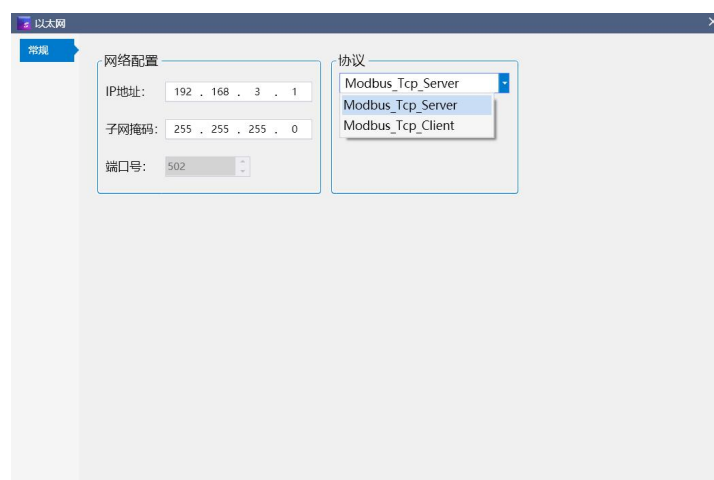 以太网
常规
网络配置
IP地址: 192 . 168 . 3 . 1
子网掩码: 255 . 255 . 255 . 0
端口号: 502
协议
Modbus_Tcp_Server
Modbus_Tcp_Server
Modbus_Tcp_Client